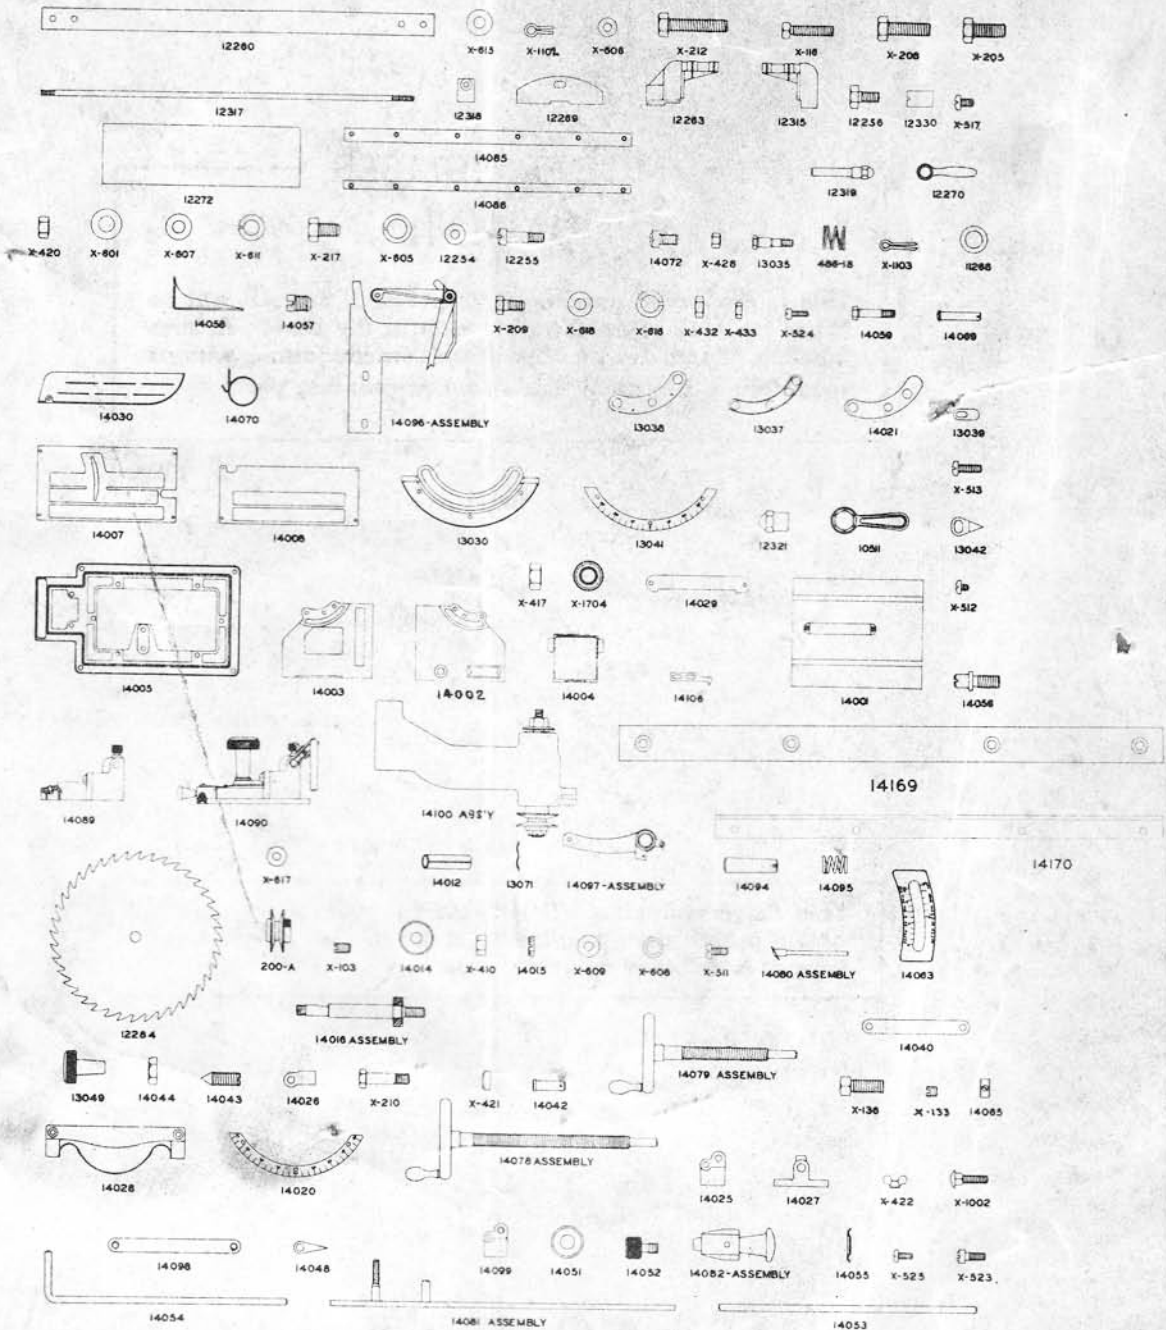 12260
X-615 X-1102 X-606 X-212 X-116 X-208 X-205
12317 12318 12269 12263 12315 12256 12330 X-517
14085
12272 14086 12319 12270
X-420 X-601 X-607 X-611 X-217 X-605 12254 12255 14072 X-428 13035 486-18 X-1103 11268
14058 14057 X-209 X-618 X-616 X-432 X-433 X-524 14059 14069
14030 14070 14096-ASSEMBLY 13038 13037 14021 13039
X-513
14007 14008 13030 13041 12321 10511 13042
X-417 X-1704 14029 X-512
14005 14003 14002 14004 14106 14001 14056
14169
14089 14090 14100 ASS'Y
X-617 14012 13071 14097-ASSEMBLY 14094 14095 14170
200-A X-103 14014 X-410 14015 X-609 X-608 X-511 14080 ASSEMBLY 14063
12284 14016 ASSEMBLY 14040
13049 14044 14043 14026 X-210 X-421 14042 14079 ASSEMBLY X-136 X-133 14065
14028 14020 14078 ASSEMBLY
14025 14027 X-422 X-1002
14098 14048 14099 14051 14052 14082-ASSEMBLY 14055 X-525 X-523
14054 14081 ASSEMBLY 14053